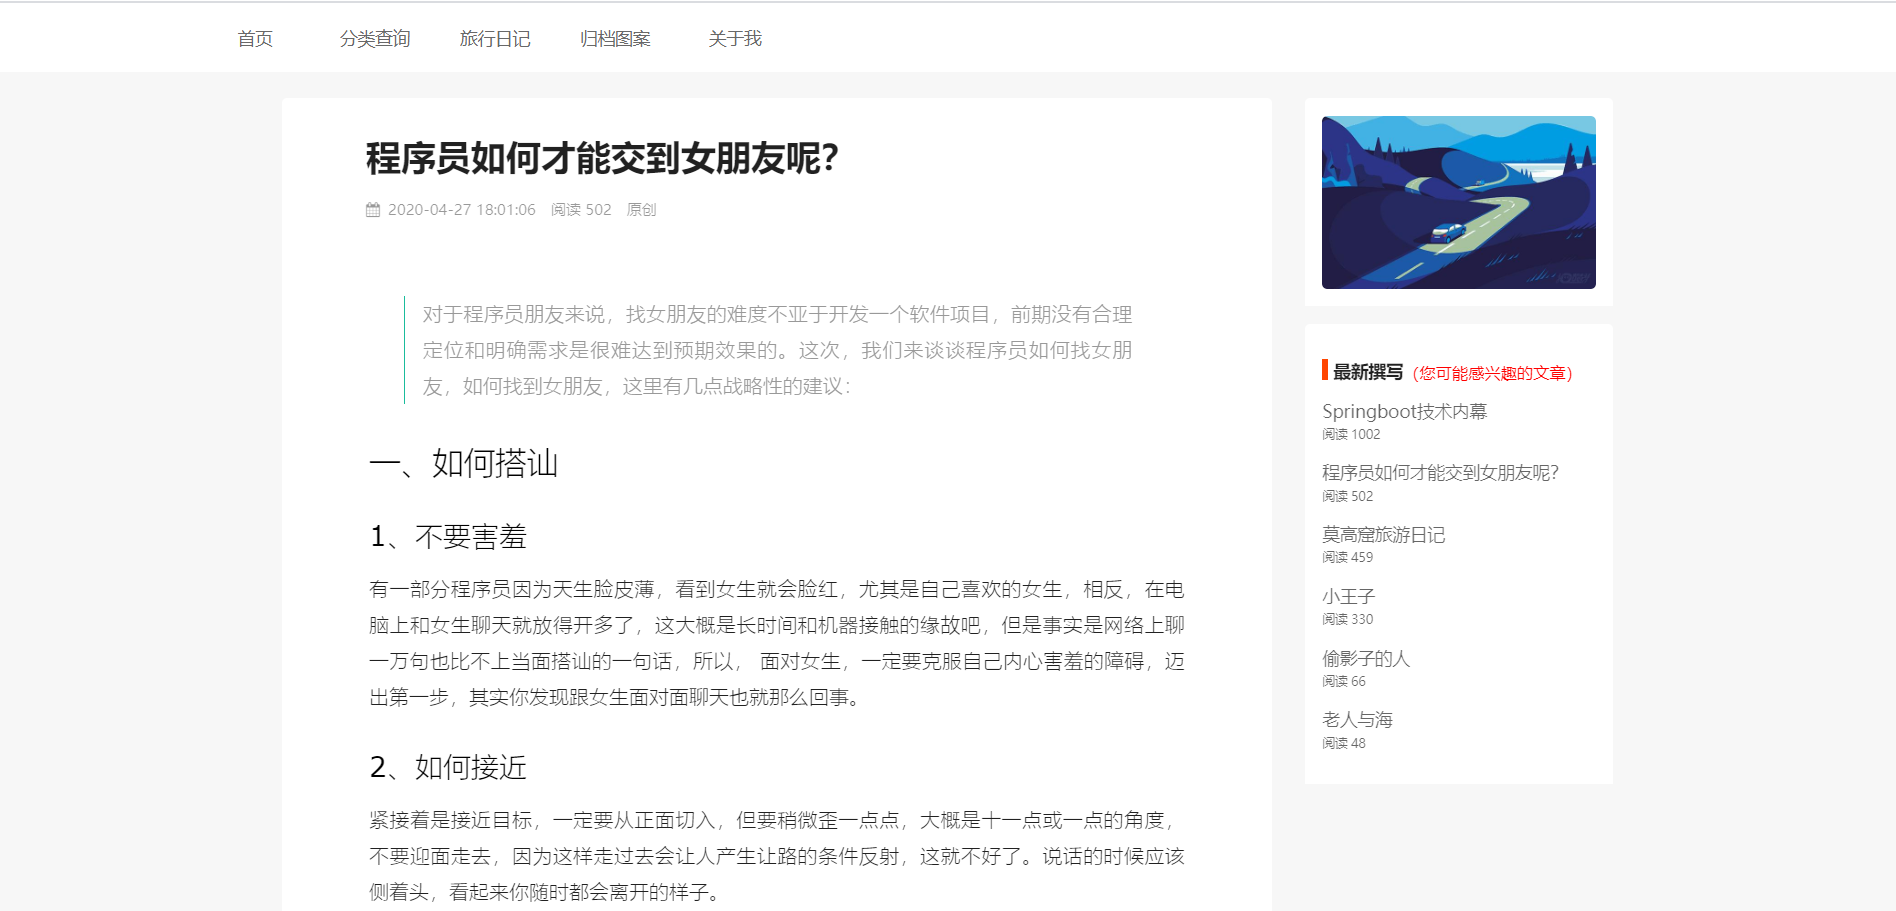 首页 分类查询 旅行日记 归档图案 关于我
程序员如何才能交到女朋友呢？
2020-04-27 18:01:06 阅读 502 原创
对于程序员朋友来说，找女朋友的难度不亚于开发一个软件项目，前期没有合理
定位和明确需求是很难达到预期效果的。这次，我们来谈谈程序员如何找女朋
友，如何找到女朋友，这里有几点战略性的建议：
一、如何搭讪
1、不要害羞
有一部分程序员因为天生脸皮薄，看到女生就会脸红，尤其是自己喜欢的女生，相反，在电
脑上和女生聊天就放得开多了，这大概是长时间和机器接触的缘故吧，但是事实是网络上聊
一万句也比不上当面搭讪的一句话，所以， 面对女生，一定要克服自己内心害羞的障碍，迈
出第一步，其实你发现跟女生面对面聊天也就那么回事。
2、如何接近
紧接着是接近目标，一定要从正面切入，但要稍微歪一点点，大概是十一点或一点的角度，
不要迎面走去，因为这样走过去会让人产生让路的条件反射，这就不好了。说话的时候应该
侧着头，看起来你随时都会离开的样子。
最新撰写（您可能感兴趣的文章）
Springboot技术内幕
阅读 1002
程序员如何才能交到女朋友呢？
阅读 502
莫高窟旅游日记
阅读 459
小王子
阅读 330
偷影子的人
阅读 66
老人与海
阅读 48